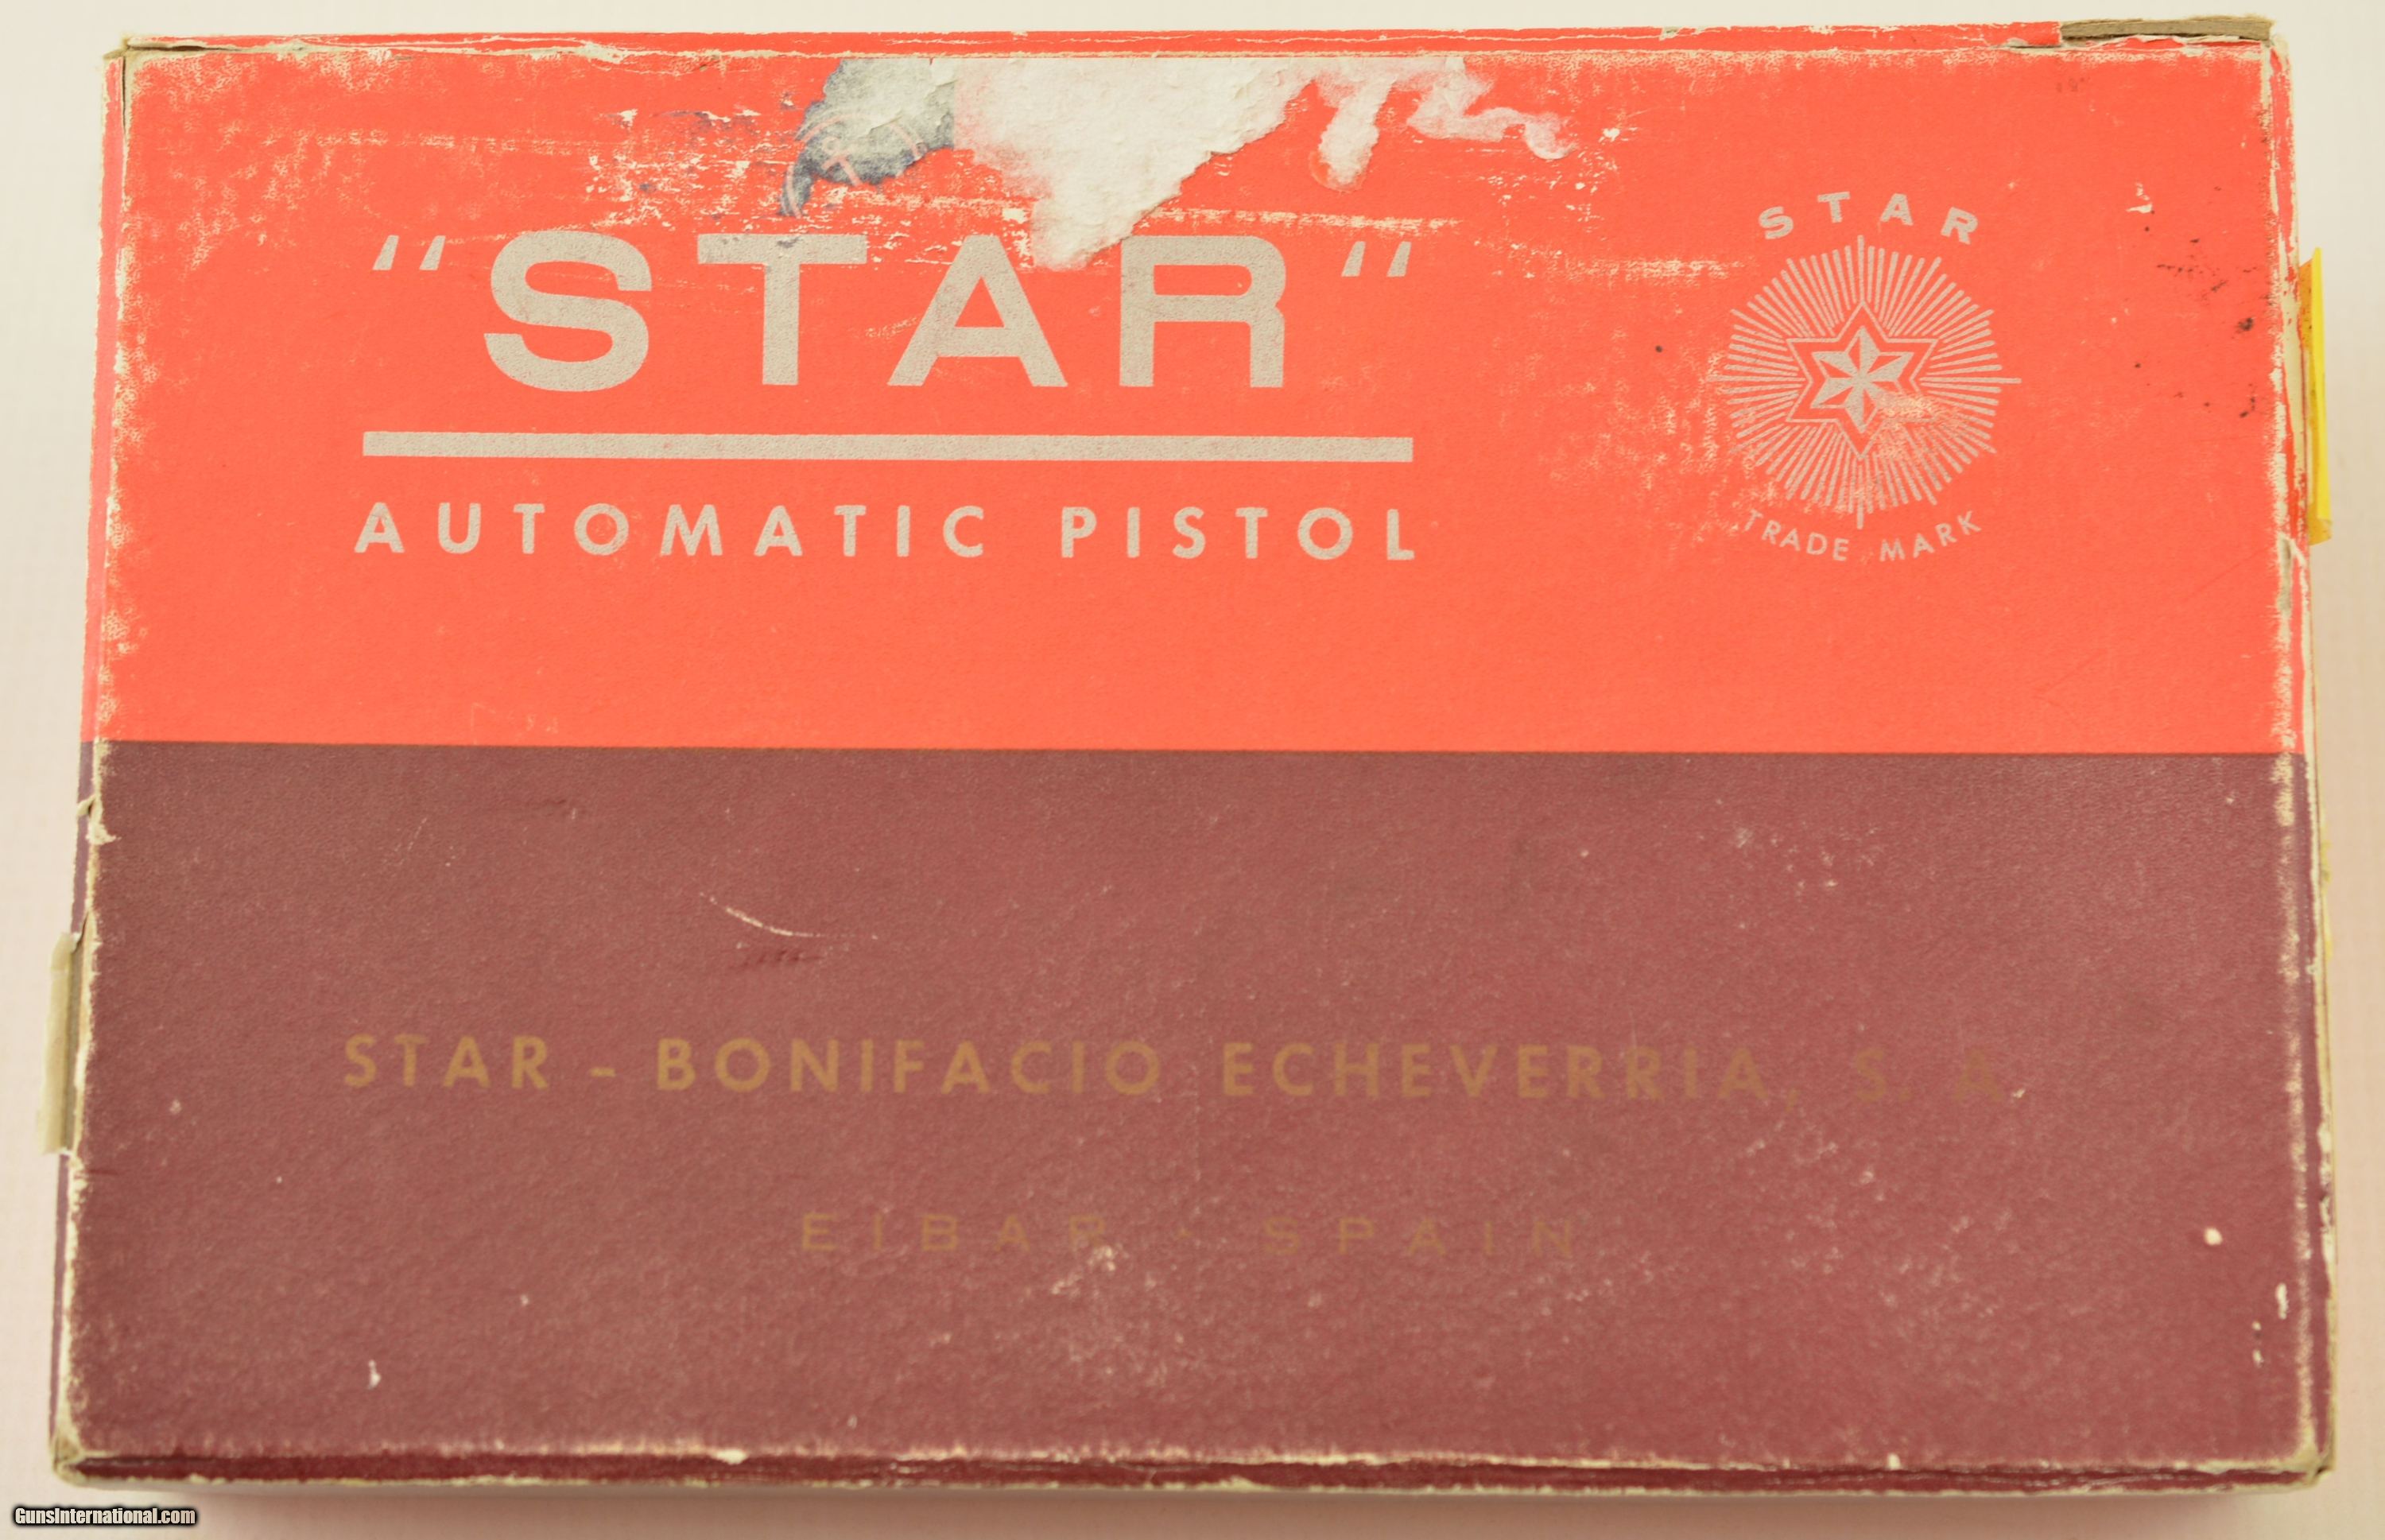 “STAR“
AUTOMATIC PISTOL
STAR
TRADE MARK
STAR - BONIFACIO ECHEVERRIA, S. A.
EIBAR - SPAIN
GunsInternational.com